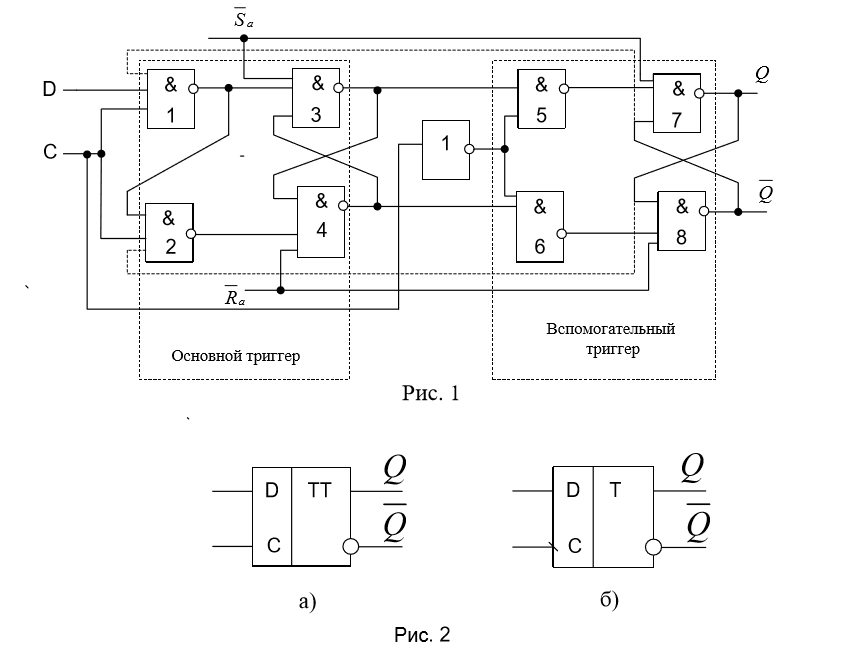 S̅a
& & & &
D 1 3 5 7 Q
C 1
& & & &
2 4 6 8 Q̅
R̅a
Основной триггер
Вспомогательный
триггер
Рис. 1
D TT Q
C Q̅
D T Q
C Q̅
а) б)
Рис. 2